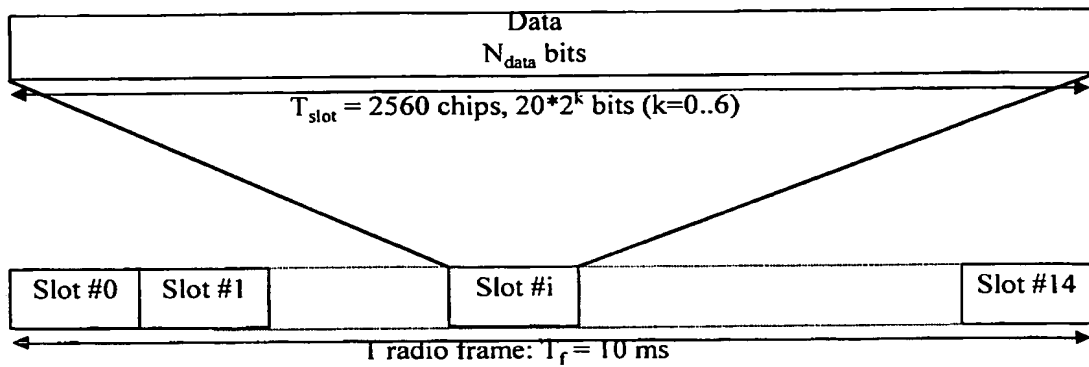 Data
N_data bits
T_slot = 2560 chips, 20*2^k bits (k=0..6)
Slot #0 Slot #1 Slot #i Slot #14
1 radio frame: T_f = 10 ms